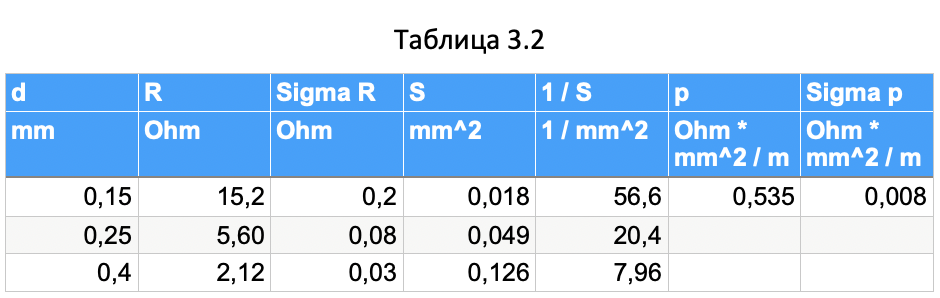 Таблица 3.2
d R Sigma R S 1 / S p Sigma p
mm Ohm Ohm mm^2 1 / mm^2 Ohm * mm^2 / m Ohm * mm^2 / m
0,15 15,2 0,2 0,018 56,6 0,535 0,008
0,25 5,60 0,08 0,049 20,4
0,4 2,12 0,03 0,126 7,96